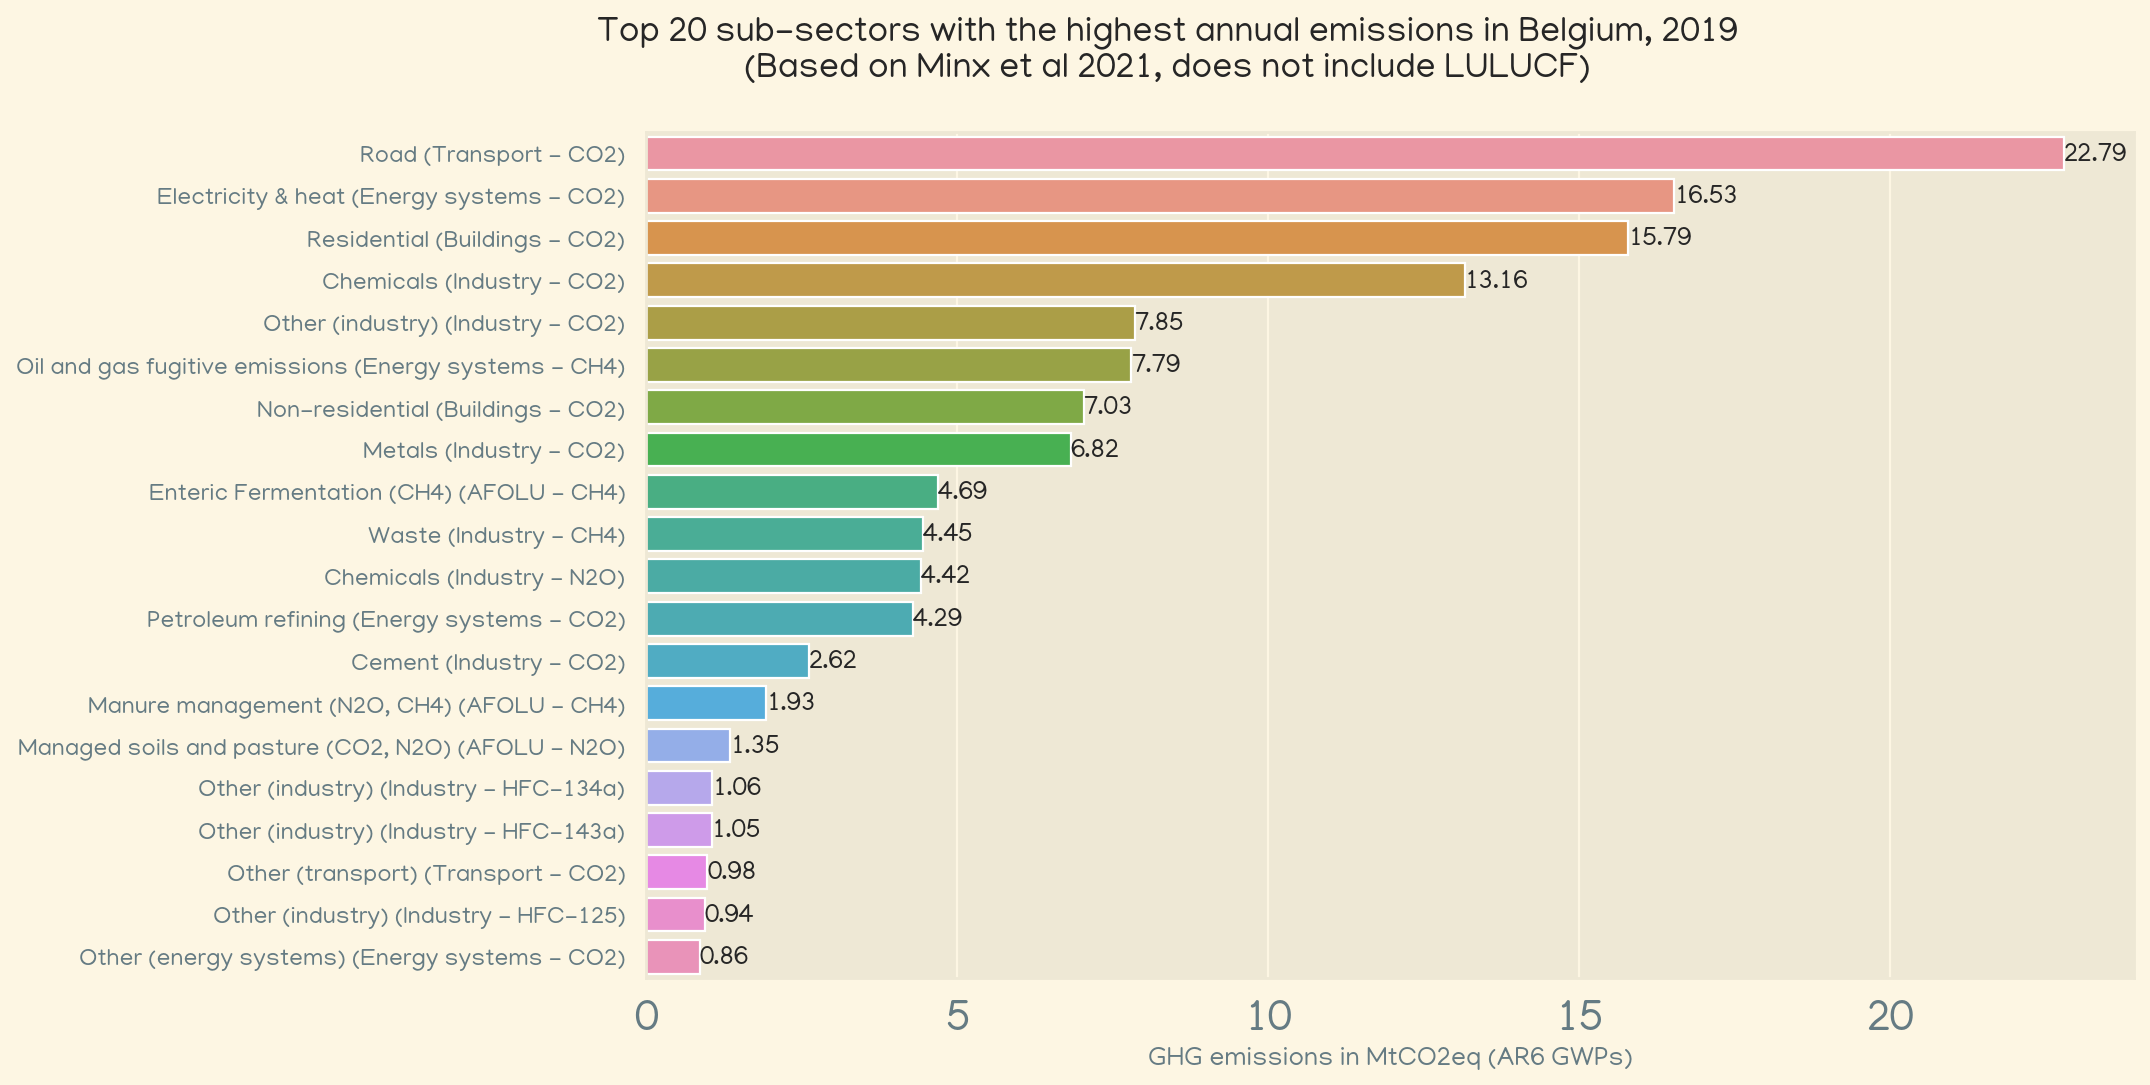 Top 20 sub-sectors with the highest annual emissions in Belgium, 2019
(Based on Minx et al 2021, does not include LULUCF)
Road (Transport - CO2) 22.79
Electricity & heat (Energy systems - CO2) 16.53
Residential (Buildings - CO2) 15.79
Chemicals (Industry - CO2) 13.16
Other (industry) (Industry - CO2) 7.85
Oil and gas fugitive emissions (Energy systems - CH4) 7.79
Non-residential (Buildings - CO2) 7.03
Metals (Industry - CO2) 6.82
Enteric Fermentation (CH4) (AFOLU - CH4) 4.69
Waste (Industry - CH4) 4.45
Chemicals (Industry - N2O) 4.42
Petroleum refining (Energy systems - CO2) 4.29
Cement (Industry - CO2) 2.62
Manure management (N2O, CH4) (AFOLU - CH4) 1.93
Managed soils and pasture (CO2, N2O) (AFOLU - N2O) 1.35
Other (industry) (Industry - HFC-134a) 1.06
Other (industry) (Industry - HFC-143a) 1.05
Other (transport) (Transport - CO2) 0.98
Other (industry) (Industry - HFC-125) 0.94
Other (energy systems) (Energy systems - CO2) 0.86
0 5 10 15 20
GHG emissions in MtCO2eq (AR6 GWPs)